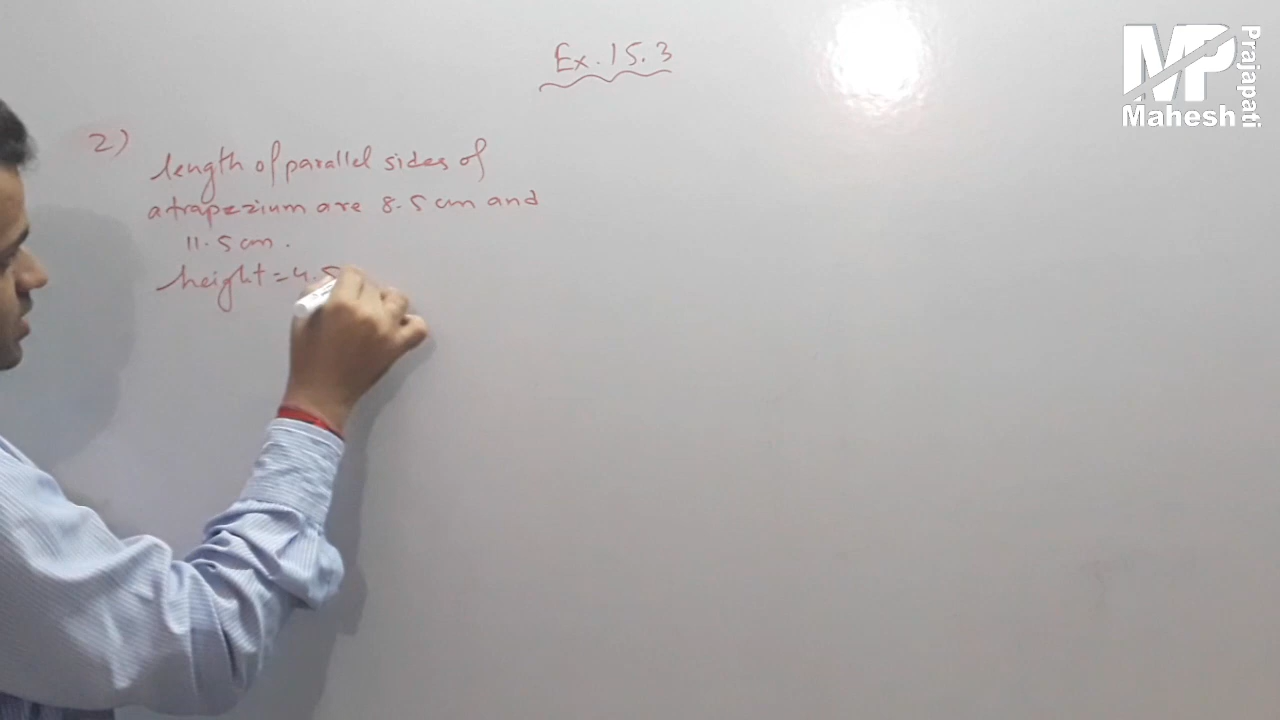 Ex. 15.3
2)
length of parallel sides of
a trapezium are 8.5 cm and
11.5 cm.
height = 4.5
MP
Mahesh
Prajapati